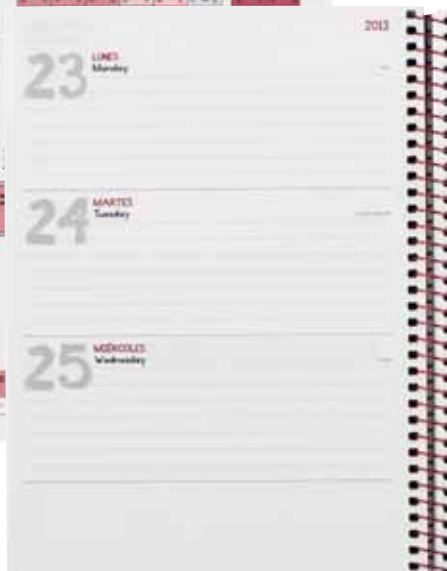 2013
23 LUNES
Monday
24 MARTES
Tuesday
25 MIÉRCOLES
Wednesday